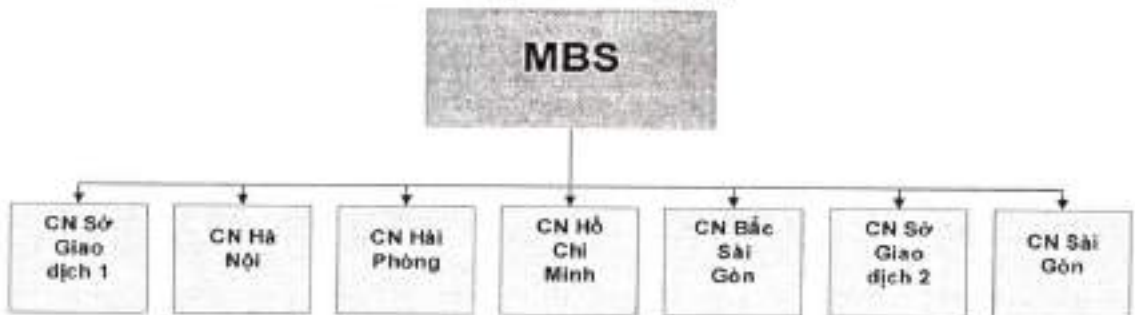 MBS
CN Sở
Giao
dịch 1
CN Hà
Nội
CN Hải
Phòng
CN Hồ
Chí
Minh
CN Bắc
Sài
Gòn
CN Sở
Giao
dịch 2
CN Sài
Gòn